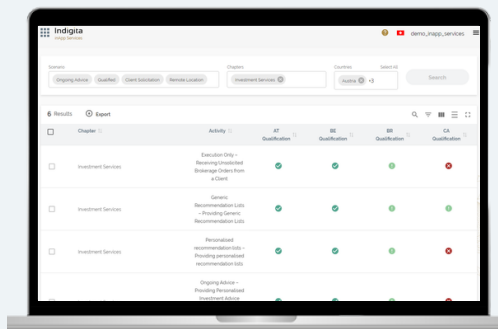 Indigita
InApp Services
demo_inapp_services
Scenario
Chapters
Countries
Select All
Ongoing Advice
Qualified
Client Solicitation
Remote Location
Investment Services
Austria
+3
Search
6 Results
Export
Chapter
Activity
AT
Qualification
BE
Qualification
BR
Qualification
CA
Qualification
Investment Services
Execution Only –
Receiving Unsolicited
Brokerage Orders from
a Client
Investment Services
Generic
Recommendation Lists
– Providing Generic
Recommendation Lists
Investment Services
Personalised
recommendation lists –
Providing personalised
recommendation lists
Ongoing Advice –
Providing Personalised
Investment Advice